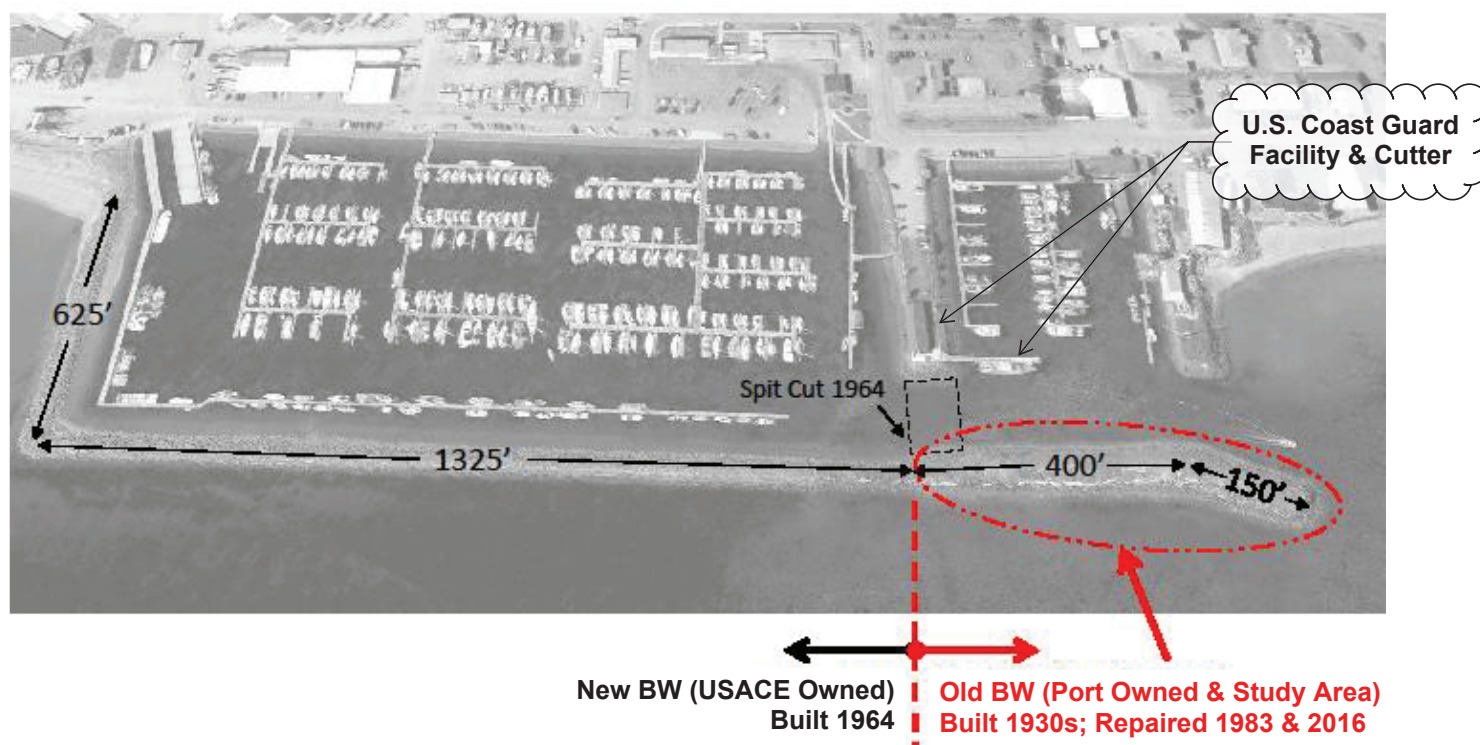 U.S. Coast Guard
Facility & Cutter
625'
Spit Cut 1964
1325'
400'
150'
New BW (USACE Owned)
Built 1964
Old BW (Port Owned & Study Area)
Built 1930s; Repaired 1983 & 2016